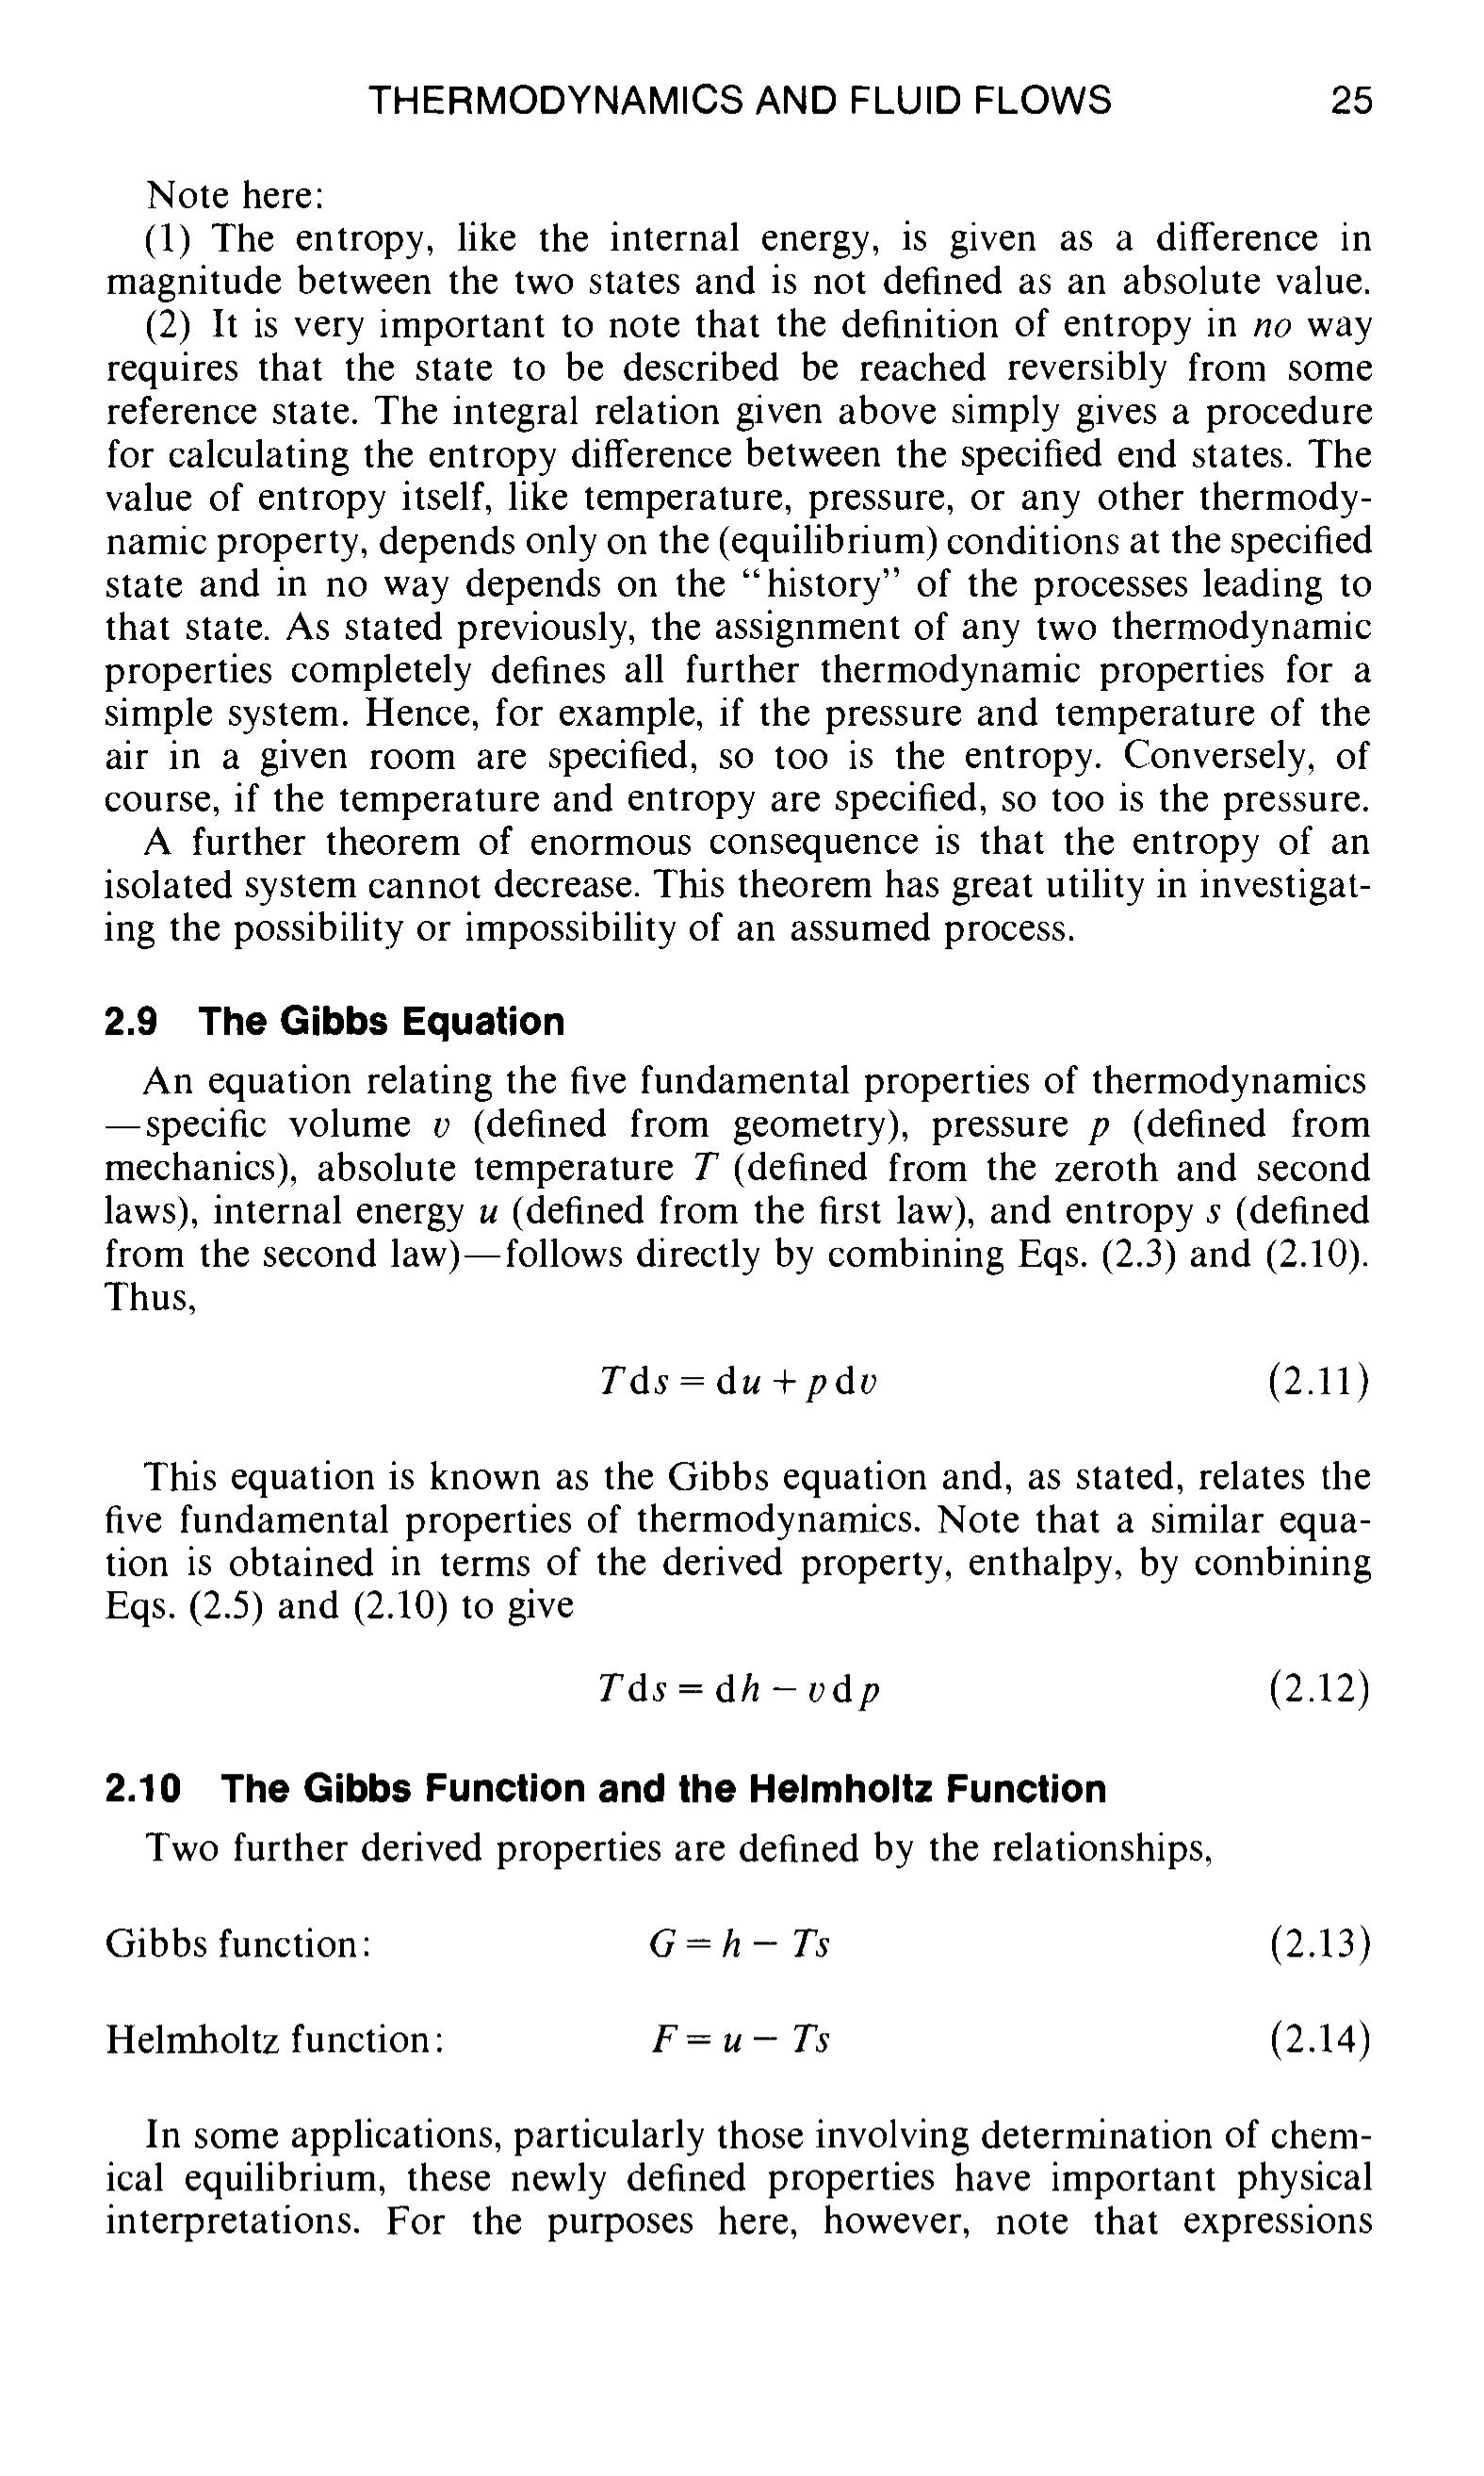 THERMODYNAMICS AND FLUID FLOWS 25
Note here:
(1) The entropy, like the internal energy, is given as a difference in
magnitude between the two states and is not defined as an absolute value.
(2) It is very important to note that the definition of entropy in no way
requires that the state to be described be reached reversibly from some
reference state. The integral relation given above simply gives a procedure
for calculating the entropy difference between the specified end states. The
value of entropy itself, like temperature, pressure, or any other thermody-
namic property, depends only on the (equilibrium) conditions at the specified
state and in no way depends on the “history” of the processes leading to
that state. As stated previously, the assignment of any two thermodynamic
properties completely defines all further thermodynamic properties for a
simple system. Hence, for example, if the pressure and temperature of the
air in a given room are specified, so too is the entropy. Conversely, of
course, if the temperature and entropy are specified, so too is the pressure.
A further theorem of enormous consequence is that the entropy of an
isolated system cannot decrease. This theorem has great utility in investigat-
ing the possibility or impossibility of an assumed process.
2.9 The Gibbs Equation
An equation relating the five fundamental properties of thermodynamics
—specific volume v (defined from geometry), pressure p (defined from
mechanics), absolute temperature T (defined from the zeroth and second
laws), internal energy u (defined from the first law), and entropy s (defined
from the second law)—follows directly by combining Eqs. (2.3) and (2.10).
Thus,
Tds = du + pdv (2.11)
This equation is known as the Gibbs equation and, as stated, relates the
five fundamental properties of thermodynamics. Note that a similar equa-
tion is obtained in terms of the derived property, enthalpy, by combining
Eqs. (2.5) and (2.10) to give
Tds = dh − vdp (2.12)
2.10 The Gibbs Function and the Helmholtz Function
Two further derived properties are defined by the relationships,
Gibbs function: G = h − Ts (2.13)
Helmholtz function: F = u − Ts (2.14)
In some applications, particularly those involving determination of chem-
ical equilibrium, these newly defined properties have important physical
interpretations. For the purposes here, however, note that expressions